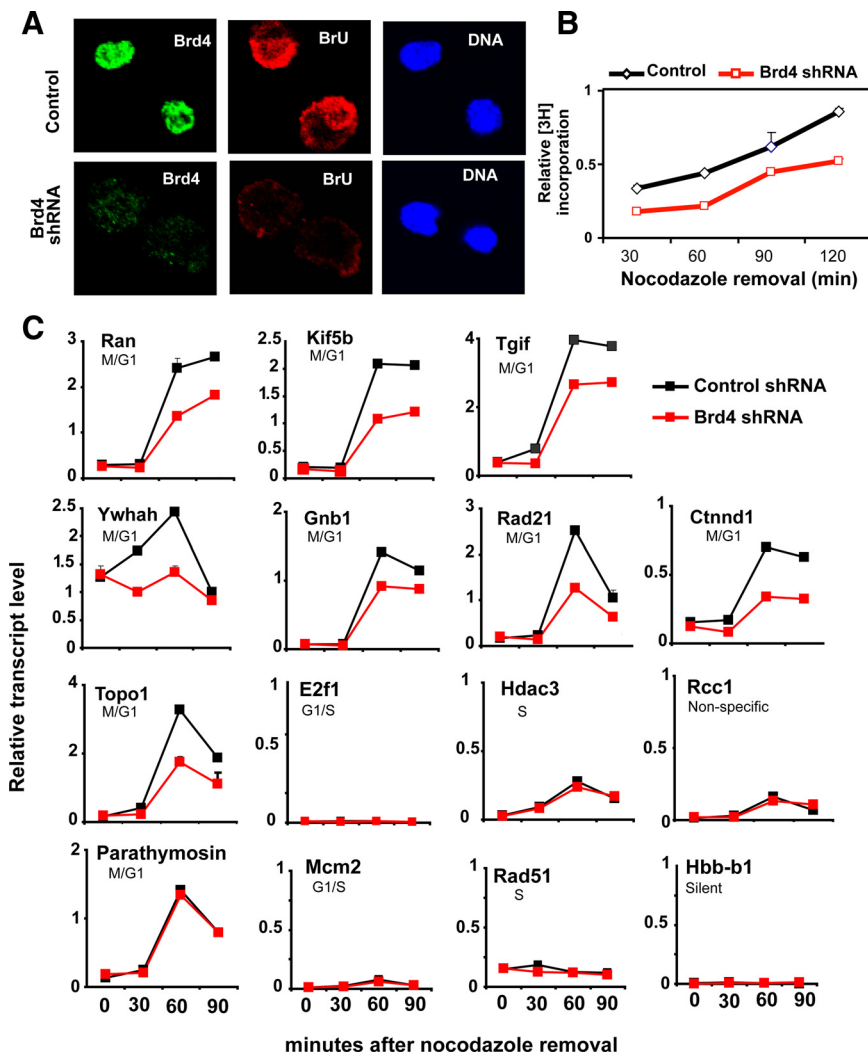 A
Brd4
BrU
DNA
Control
Brd4
BrU
DNA
Brd4
shRNA
B
Control
Brd4 shRNA
Relative [3H]
incorporation
1
0.5
0
30 60 90 120
Nocodazole removal (min)
C
Relative transcript level
Ran
M/G1
3
2
1
0
Kif5b
M/G1
2.5
2
1.5
1
0.5
0
Tgif
M/G1
4
2
0
Control shRNA
Brd4 shRNA
Ywhah
M/G1
2.5
2
1.5
1
0.5
0
Gnb1
M/G1
2
1
0
Rad21
M/G1
3
2
1
0
Ctnnd1
M/G1
1
0.5
0
Topo1
M/G1
4
2
0
E2f1
G1/S
1
0.5
0
Hdac3
S
1
0.5
0
Rcc1
Non-specific
1
0.5
0
Parathymosin
M/G1
2
1
0
0 30 60 90
Mcm2
G1/S
1
0.5
0
0 30 60 90
Rad51
S
1
0.5
0
0 30 60 90
Hbb-b1
Silent
1
0.5
0
0 30 60 90
minutes after nocodazole removal